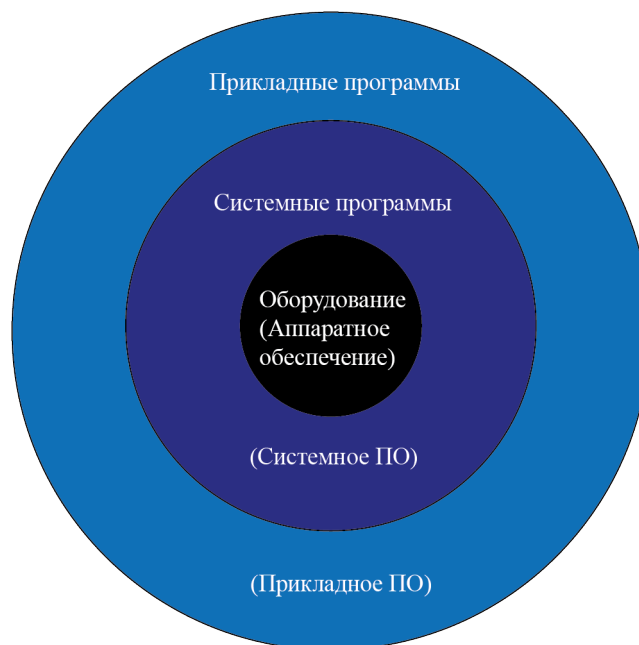 Прикладные программы
Системные программы
Оборудование
(Аппаратное
обеспечение)
(Системное ПО)
(Прикладное ПО)